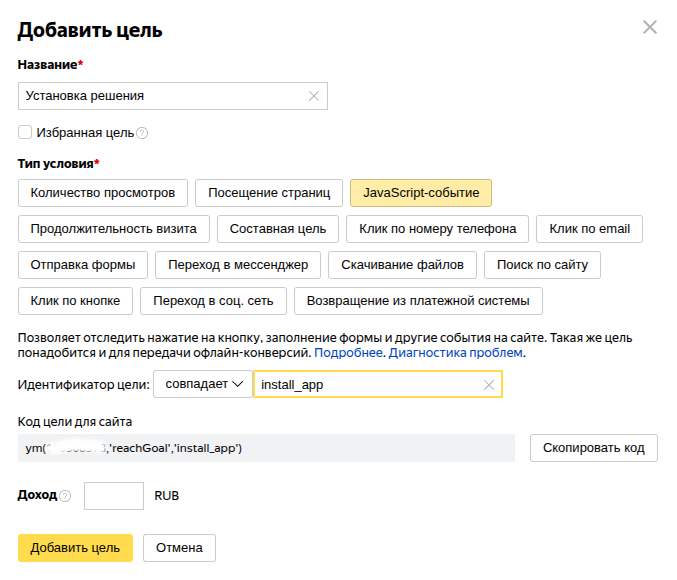 Добавить цель
Название*
Установка решения
Избранная цель
Тип условия*
Количество просмотров Посещение страниц JavaScript-событие
Продолжительность визита Составная цель Клик по номеру телефона Клик по email
Отправка формы Переход в мессенджер Скачивание файлов Поиск по сайту
Клик по кнопке Переход в соц. сеть Возвращение из платежной системы
Позволяет отследить нажатие на кнопку, заполнение формы и другие события на сайте. Такая же цель
понадобится и для передачи офлайн-конверсий. Подробнее. Диагностика проблем.
Идентификатор цели: совпадает install_app
Код цели для сайта
ym( ,'reachGoal','install_app') Скопировать код
Доход ? RUB
Добавить цель Отмена